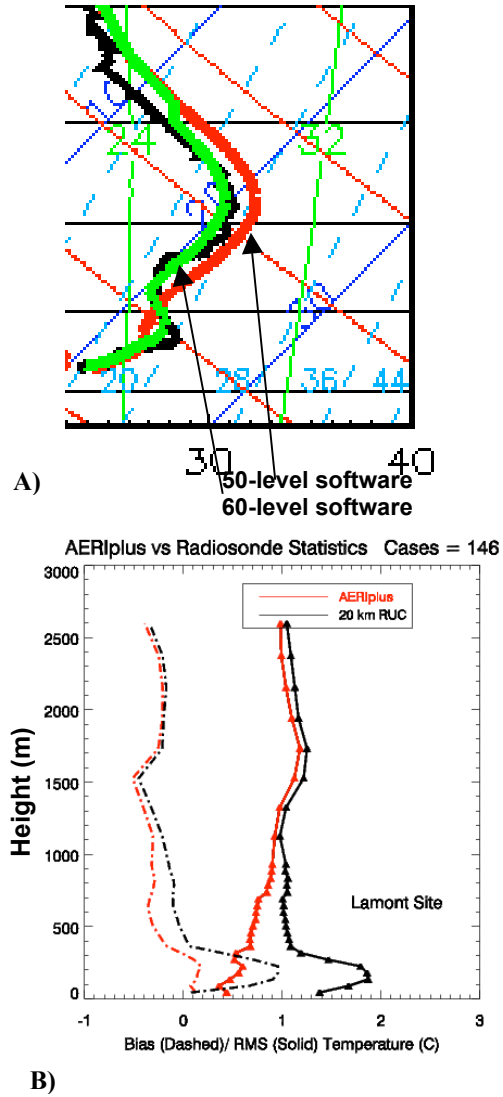 24
32
20
28
36
44
30
40
A)
50-level software
60-level software
AERIplus vs Radiosonde Statistics Cases = 146
AERIplus
20 km RUC
3000
2500
2000
1500
1000
500
0
Height (m)
Lamont Site
-1
0
1
2
3
Bias (Dashed)/ RMS (Solid) Temperature (C)
B)